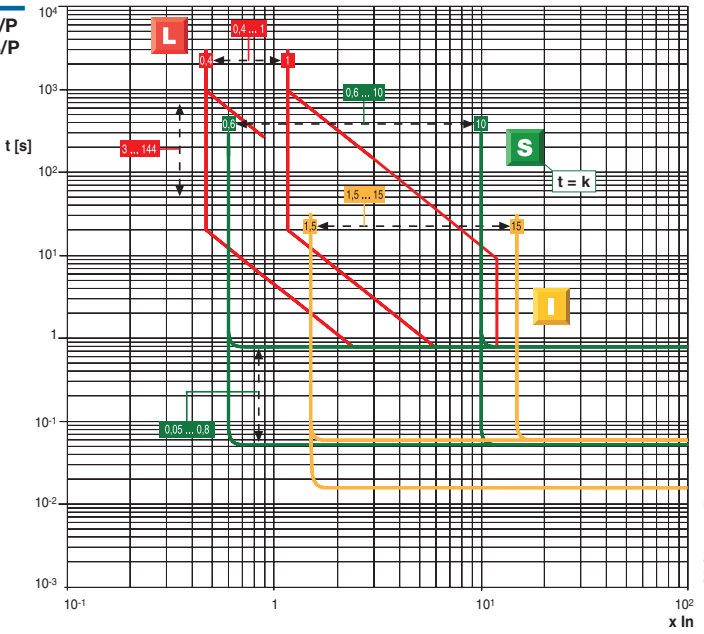 /P
/P
10⁴
L
0,4 ... 1
0,4
1
10³
0,6 ... 10
0,6
10
t [s]
3 ... 144
S
10²
t = k
1,5 ... 15
1,5
15
10¹
I
1
10⁻¹
0,05 ... 0,8
10⁻²
10⁻³
10⁻¹
1
10¹
10²
x In